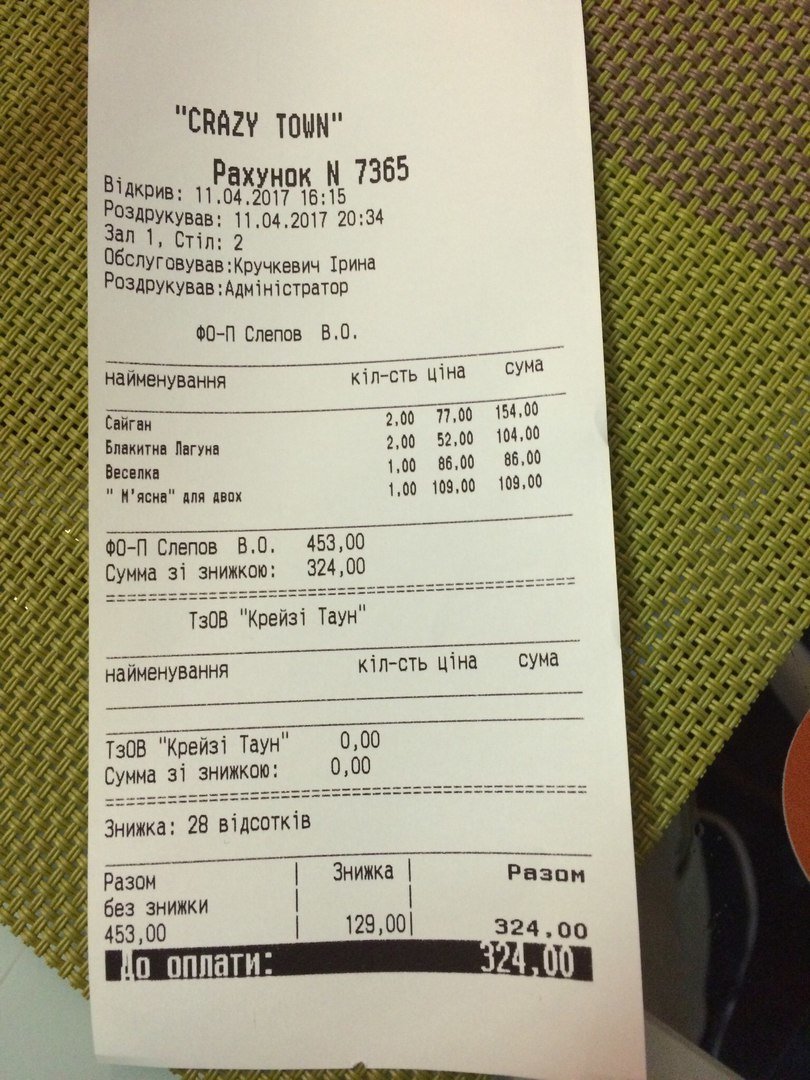 "CRAZY TOWN"
Рахунок N 7365
Відкрив: 11.04.2017 16:15
Роздрукував: 11.04.2017 20:34
Зал 1, Стіл: 2
Обслуговував:Кручкевич Ірина
Роздрукував:Адміністратор
ФО-П Слепов В.О.
найменування кіл-сть ціна сума
Сайган 2,00 77,00 154,00
Блакитна Лагуна 2,00 52,00 104,00
Веселка 1,00 86,00 86,00
" М'ясна" для двох 1,00 109,00 109,00
ФО-П Слепов В.О. 453,00
Сумма зі знижкою: 324,00
ТзОВ "Крейзі Таун"
найменування кіл-сть ціна сума
ТзОВ "Крейзі Таун" 0,00
Сумма зі знижкою: 0,00
Знижка: 28 відсотків
Разом | Знижка | Разом
без знижки | |
453,00 | 129,00| 324,00
До оплати: 324,00